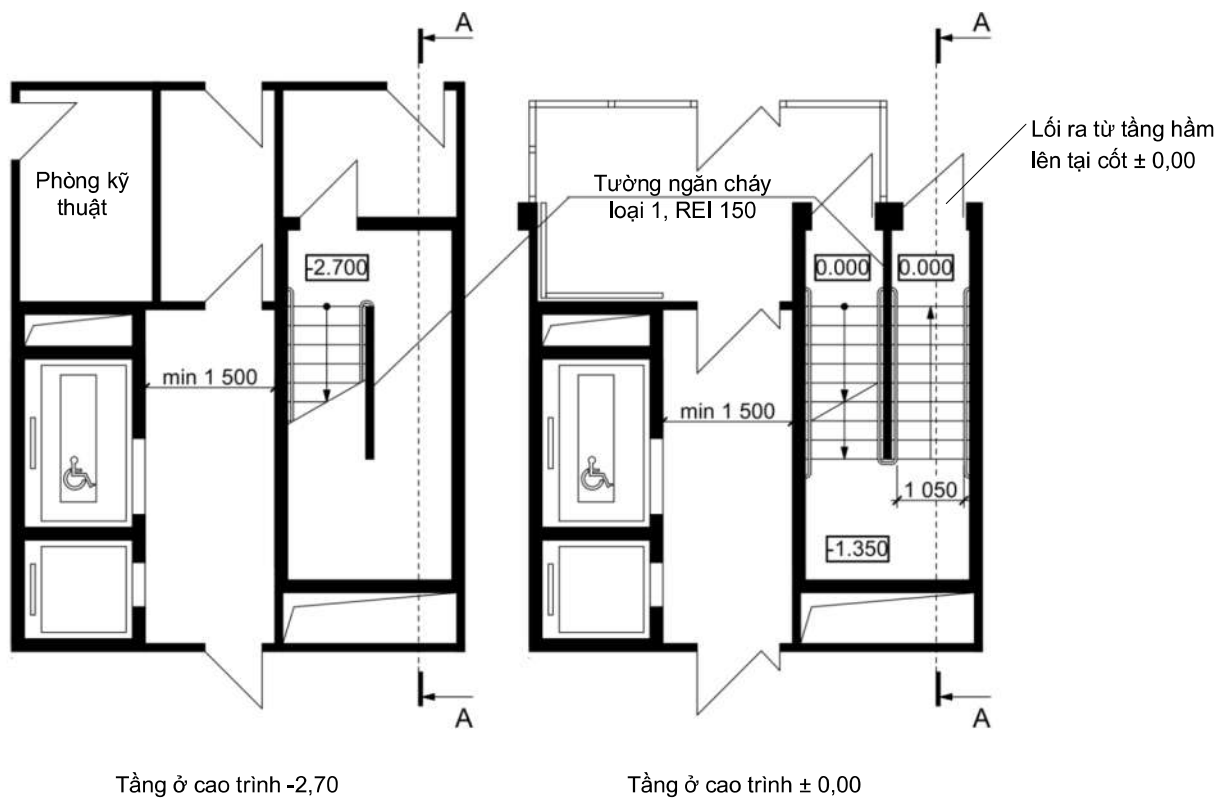 A
A
Lối ra từ tầng hầm
lên tại cốt ± 0,00
Phòng kỹ
thuật
Tường ngăn cháy
loại 1, REI 150
-2.700
0.000
0.000
min 1 500
min 1 500
1 050
-1.350
A
A
Tầng ở cao trình -2,70
Tầng ở cao trình ± 0,00